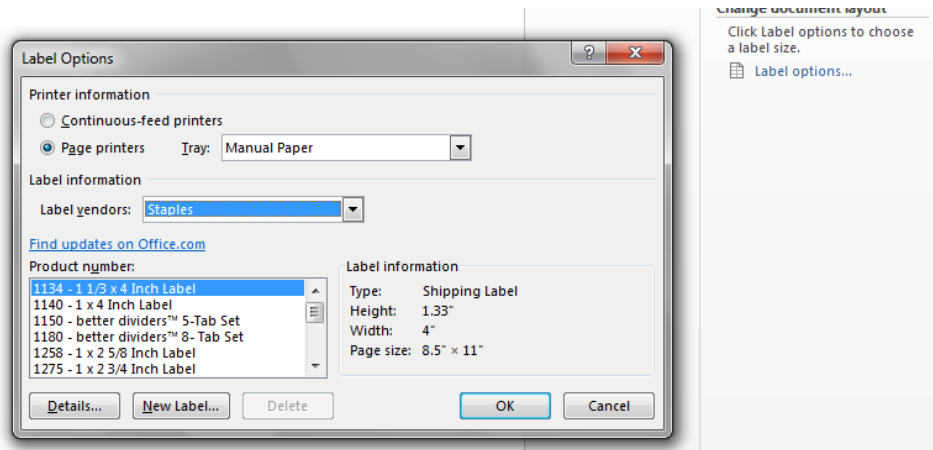 Change document layout
Click Label options to choose
a label size.
Label options...
Label Options
?
X
Printer information
Continuous-feed printers
Page printers Tray: Manual Paper
Label information
Label vendors: Staples
Find updates on Office.com
Product number:
1134 - 1 1/3 x 4 Inch Label
1140 - 1 x 4 Inch Label
1150 - better dividers™ 5-Tab Set
1180 - better dividers™ 8- Tab Set
1258 - 1 x 2 5/8 Inch Label
1275 - 1 x 2 3/4 Inch Label
Label information
Type: Shipping Label
Height: 1.33"
Width: 4"
Page size: 8.5" × 11"
Details... New Label... Delete OK Cancel